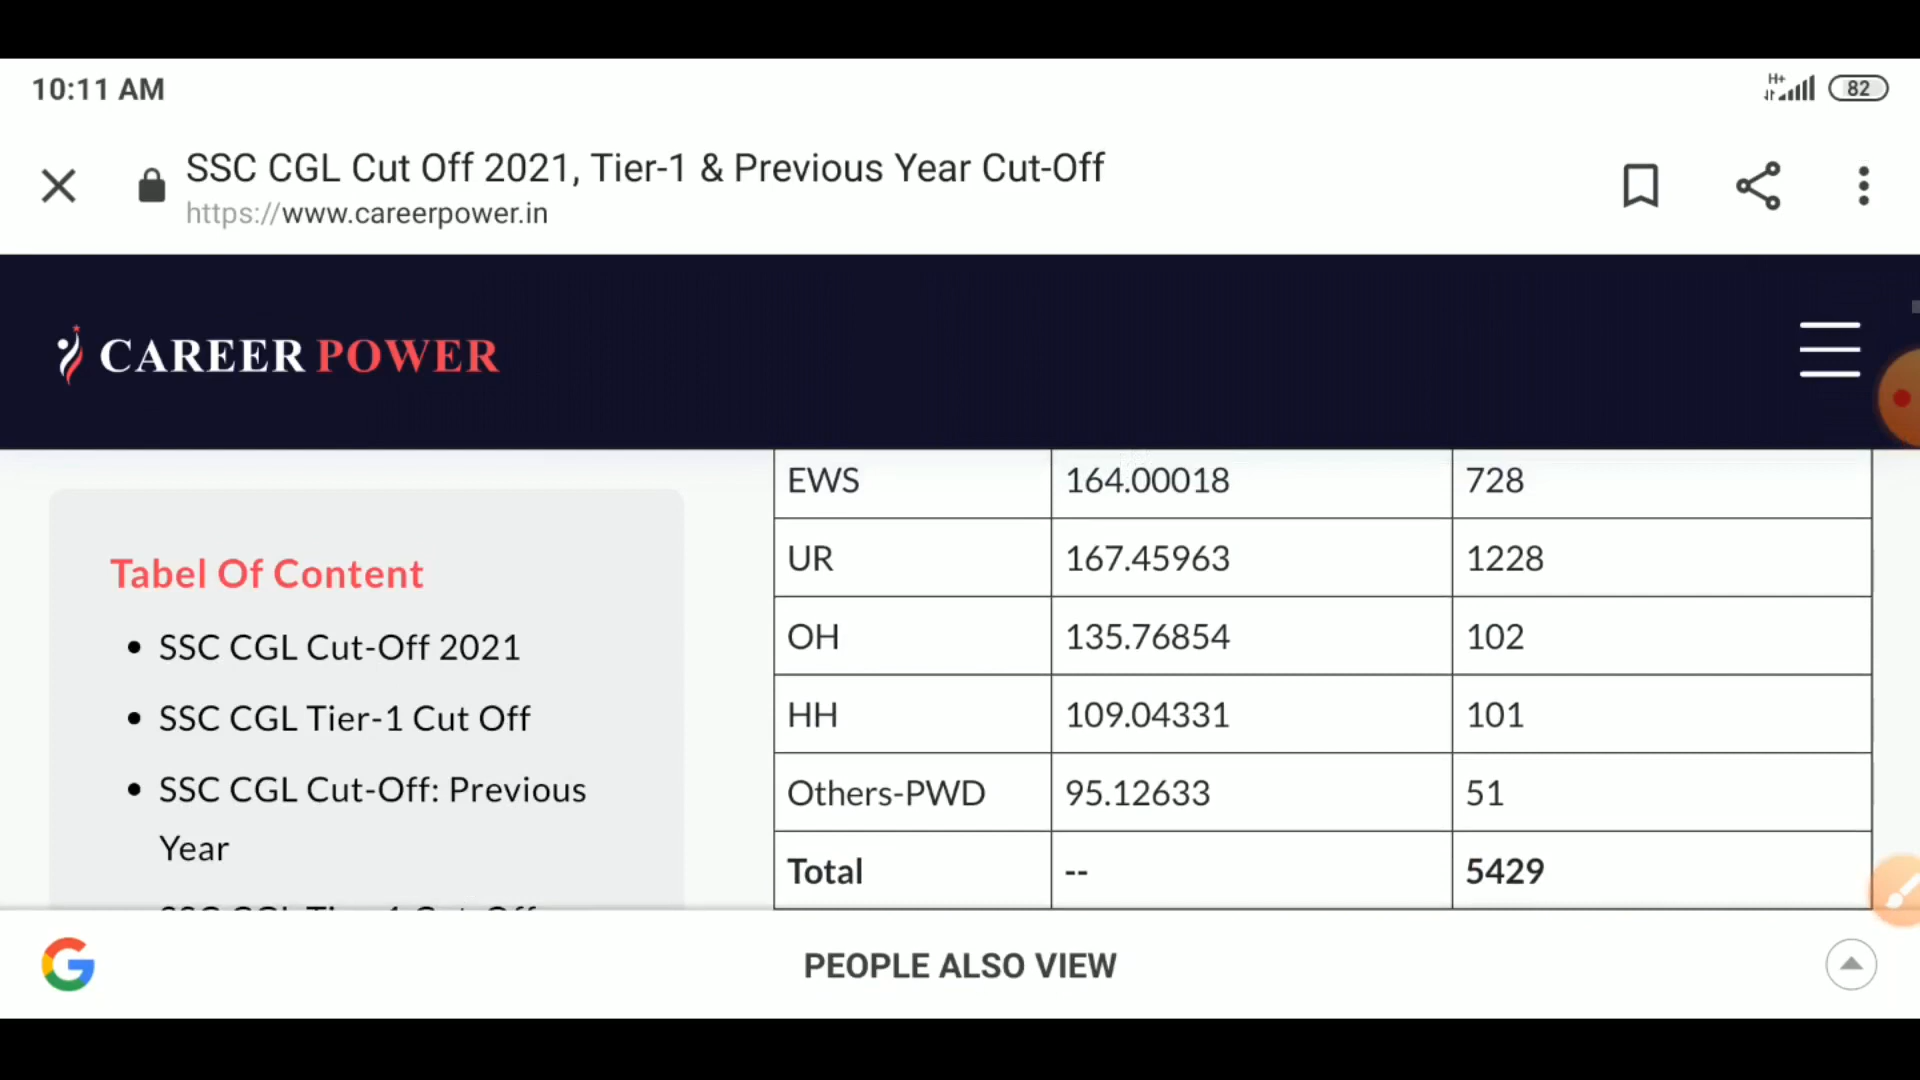 10:11 AM
H+
82
SSC CGL Cut Off 2021, Tier-1 & Previous Year Cut-Off
https://www.careerpower.in
CAREER POWER
EWS 164.00018 728
UR 167.45963 1228
OH 135.76854 102
HH 109.04331 101
Others-PWD 95.12633 51
Total -- 5429
Tabel Of Content
• SSC CGL Cut-Off 2021
• SSC CGL Tier-1 Cut Off
• SSC CGL Cut-Off: Previous
Year
PEOPLE ALSO VIEW